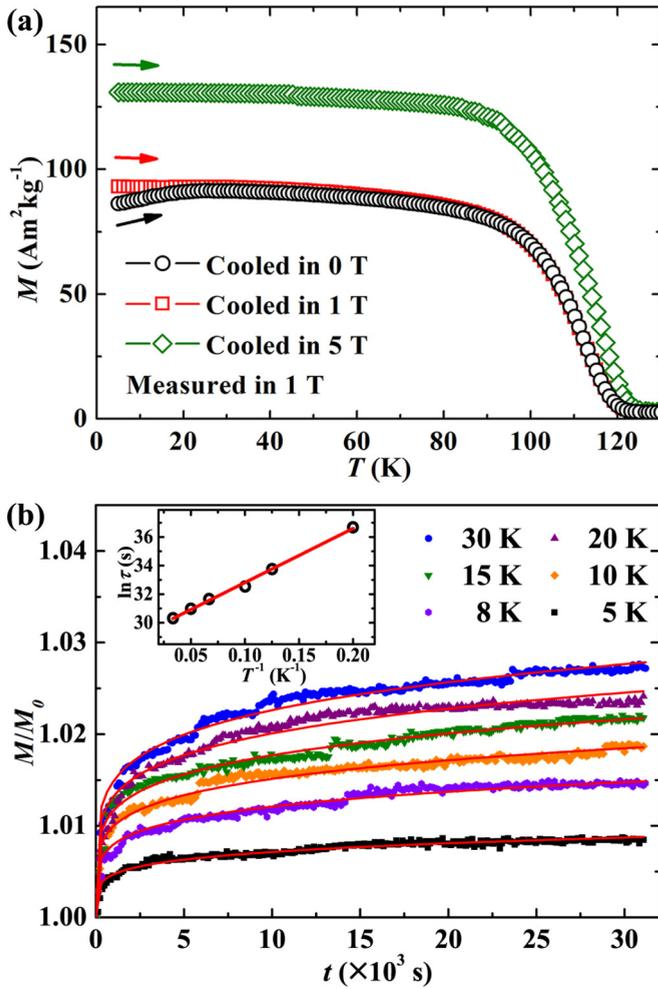 (a)
150
100
50
0
M (Am²kg⁻¹)
Cooled in 0 T
Cooled in 1 T
Cooled in 5 T
Measured in 1 T
0 20 40 60 80 100 120
T (K)
(b)
1.04
1.03
1.02
1.01
1.00
M/M₀
36
34
32
30
lnτ (s)
0.05 0.10 0.15 0.20
T⁻¹ (K⁻¹)
30 K 20 K
15 K 10 K
8 K 5 K
0 5 10 15 20 25 30
t (×10³ s)